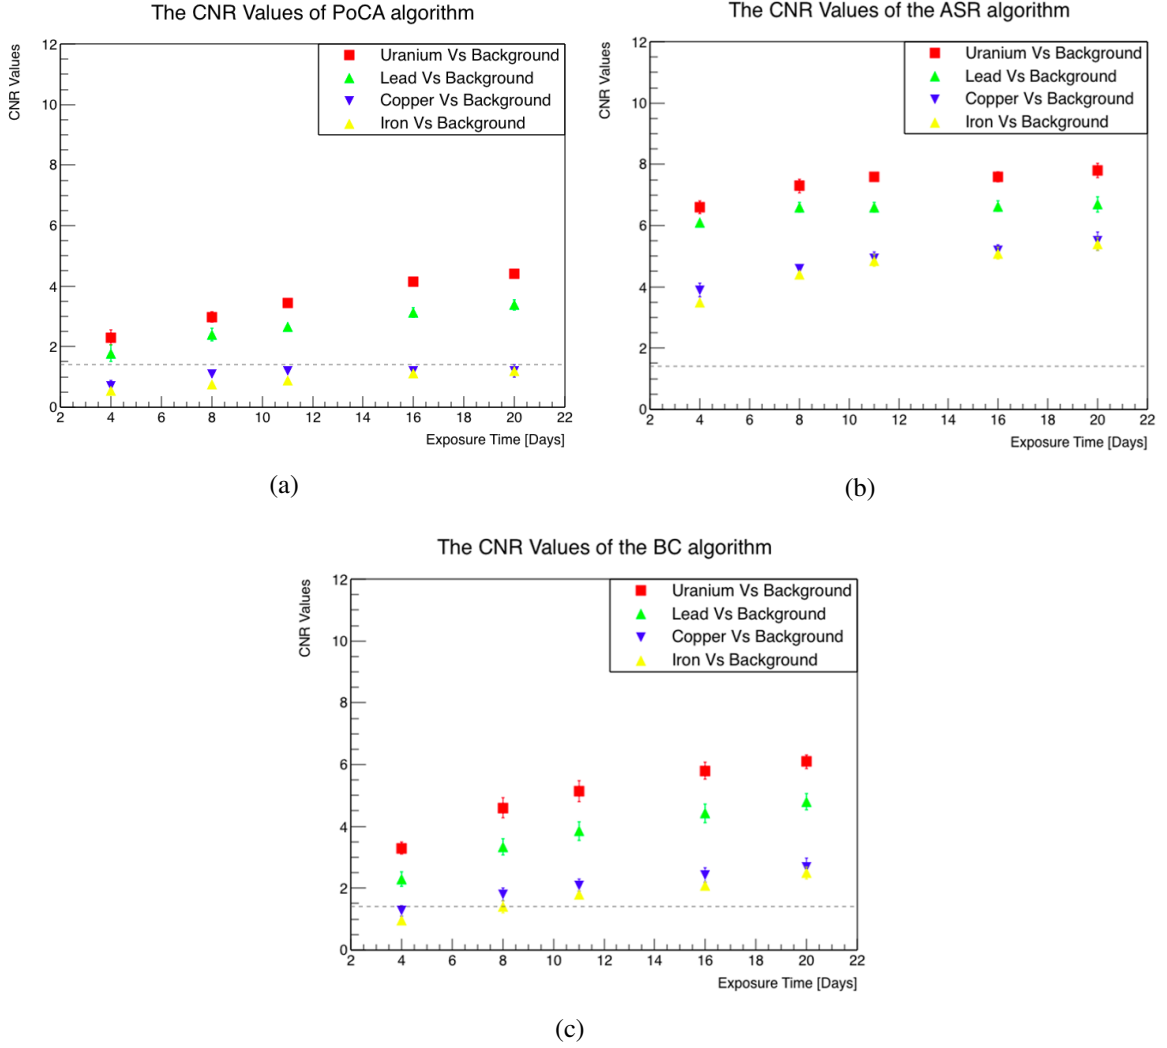 The CNR Values of PoCA algorithm
CNR Values
12
10
8
6
4
2
0
Uranium Vs Background
Lead Vs Background
Copper Vs Background
Iron Vs Background
2 4 6 8 10 12 14 16 18 20 22
Exposure Time [Days]
(a)
The CNR Values of the ASR algorithm
CNR Values
12
10
8
6
4
2
0
Uranium Vs Background
Lead Vs Background
Copper Vs Background
Iron Vs Background
2 4 6 8 10 12 14 16 18 20 22
Exposure Time [Days]
(b)
The CNR Values of the BC algorithm
CNR Values
12
10
8
6
4
2
0
Uranium Vs Background
Lead Vs Background
Copper Vs Background
Iron Vs Background
2 4 6 8 10 12 14 16 18 20 22
Exposure Time [Days]
(c)